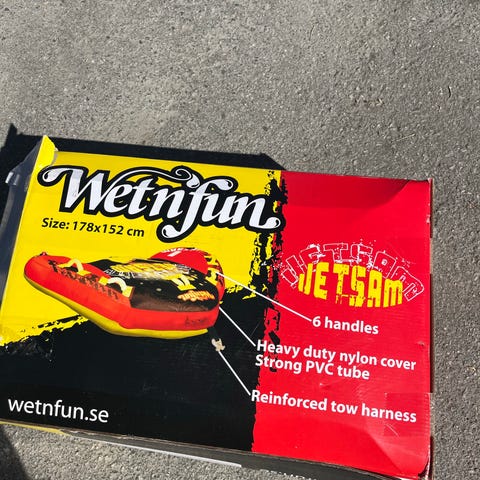 Wetnfun
Size: 178x152 cm
JETSAM
JETSAM
6 handles
Heavy duty nylon cover
Strong PVC tube
Reinforced tow harness
wetnfun.se